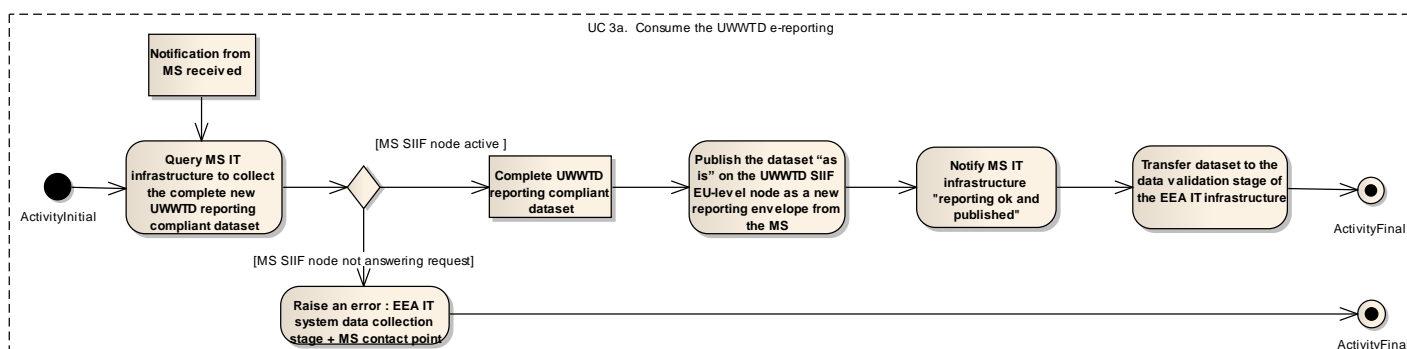 UC 3a.  Consume the UWWTD e-reporting
Notification from
MS received
[MS SIIF node active ]
Query MS IT
infrastructure to collect
the complete new
UWWTD reporting
compliant dataset
ActivityInitial
Complete UWWTD
reporting compliant
dataset
Publish the dataset “as
is” on the UWWTD SIIF
EU-level node as a new
reporting envelope from
the MS
Notify MS IT
infrastructure
"reporting ok and
published"
Transfer dataset to the
data validation stage of
the EEA IT infrastructure
ActivityFinal
[MS SIIF node not answering request]
Raise an error : EEA IT
system data collection
stage + MS contact point
ActivityFinal